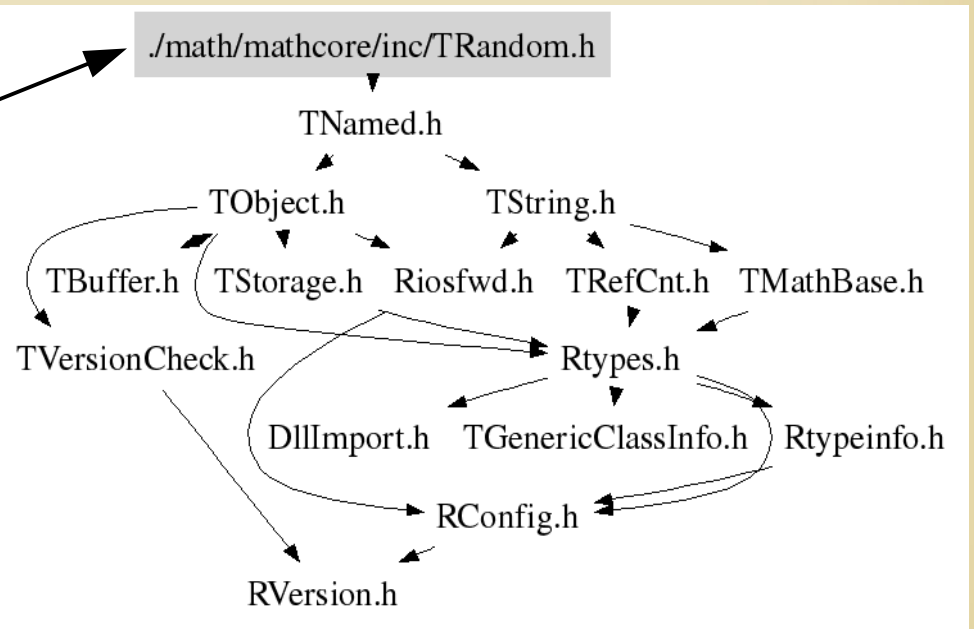 ./math/mathcore/inc/TRandom.h
TNamed.h
TObject.h TString.h
TBuffer.h TStorage.h Riosfwd.h TRefCnt.h TMathBase.h
TVersionCheck.h Rtypes.h
DllImport.h TGenericClassInfo.h Rtypeinfo.h
RConfig.h
RVersion.h